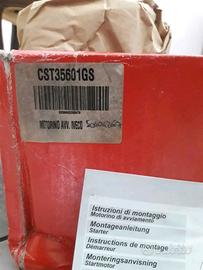 CST35601GS
MOTORINO AVV. IVECO
Istruzioni di montaggio
Motorino di avviamento
Montageanleitung
Starter
Instructions de montage
Démarreur
Monteringsanvisning
Startmotor